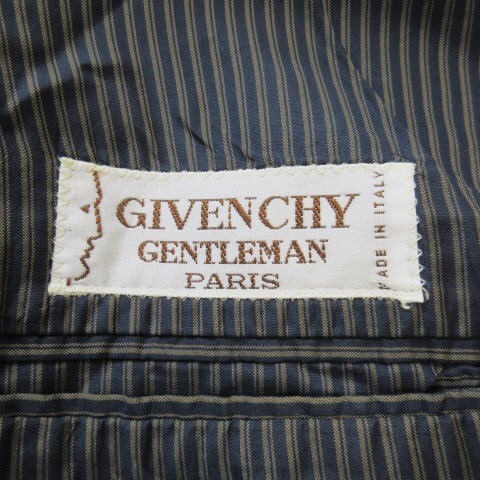 GIVENCHY
GENTLEMAN
PARIS
MADE IN ITALY